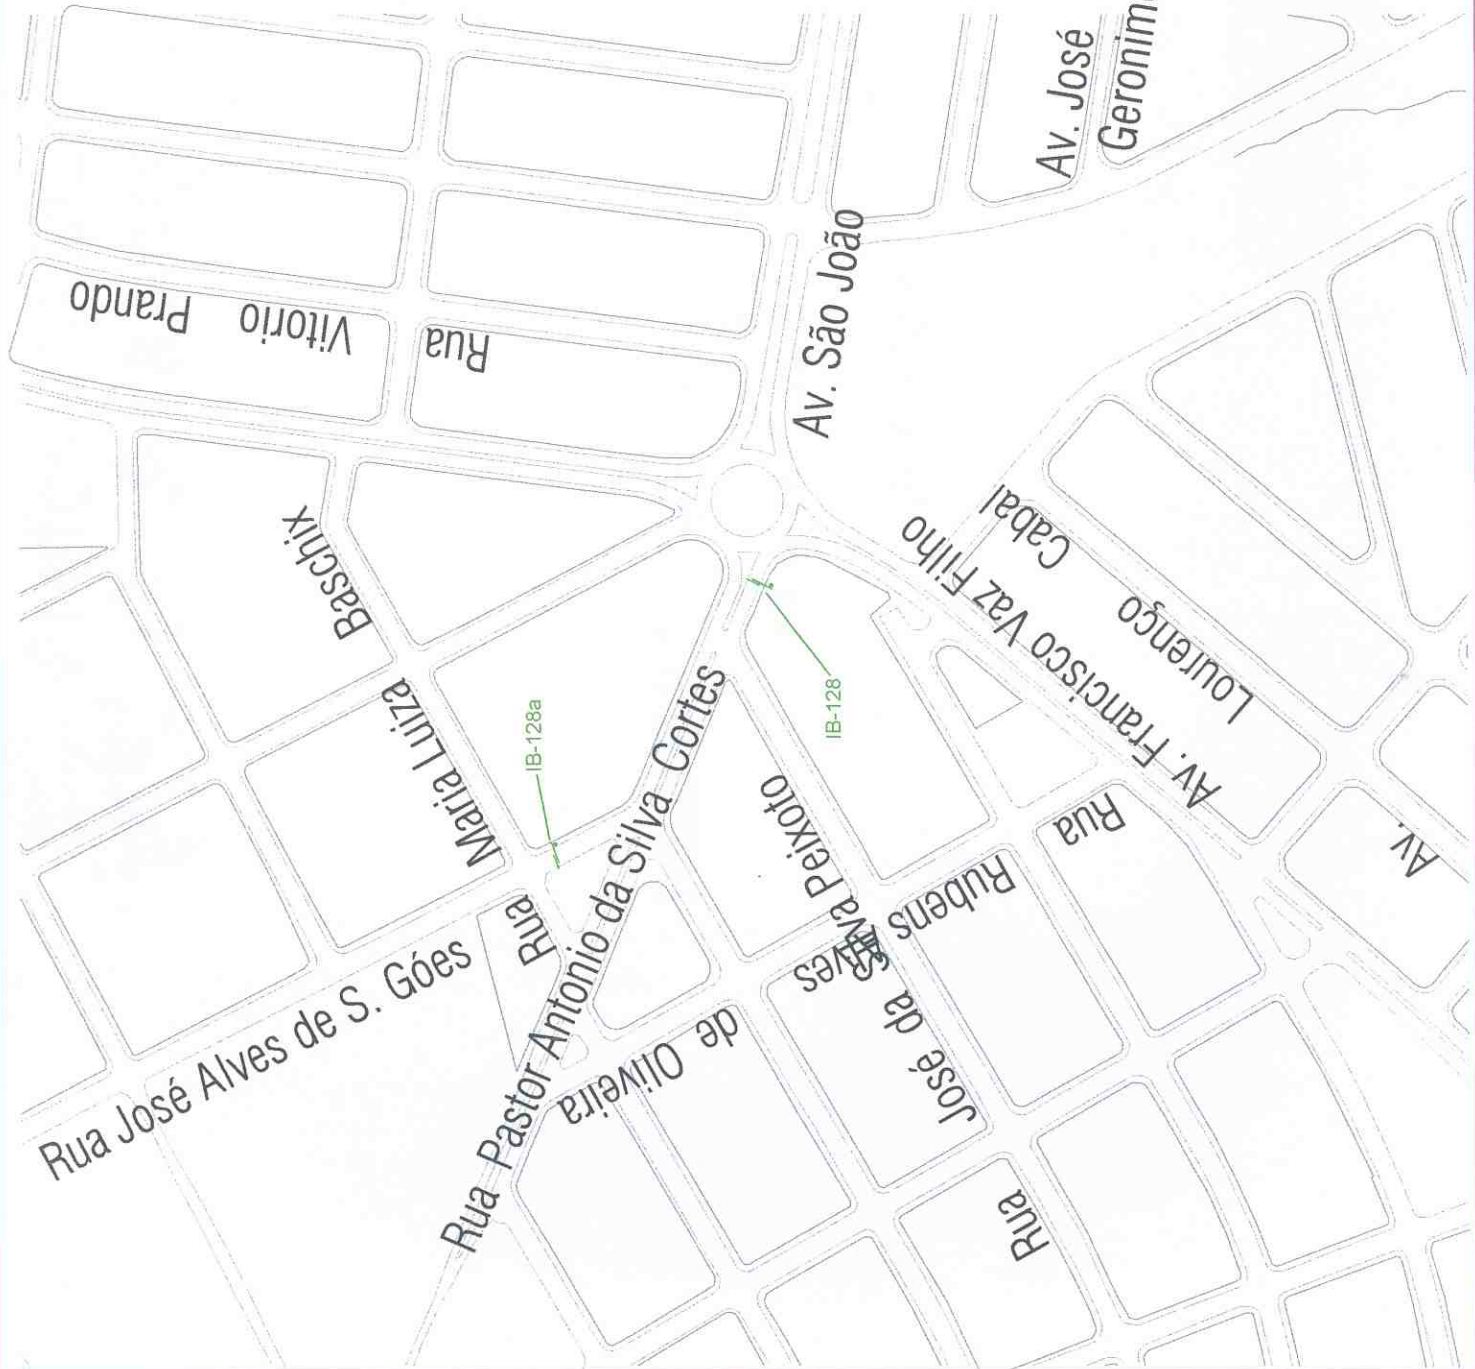 Av. José
Geronim
Av. São João
Rua Vitorio Prando
Rua Maria Luiza Baschix
Av. Francisco Vaz Filho
Lourenço Cabal
Av.
IB-128a
IB-128
Rua Pastor Antonio da Silva Cortes
Rua José Alves de S. Góes
Rua José da Silva Peixoto
Rua Rubens Alves de Oliveira